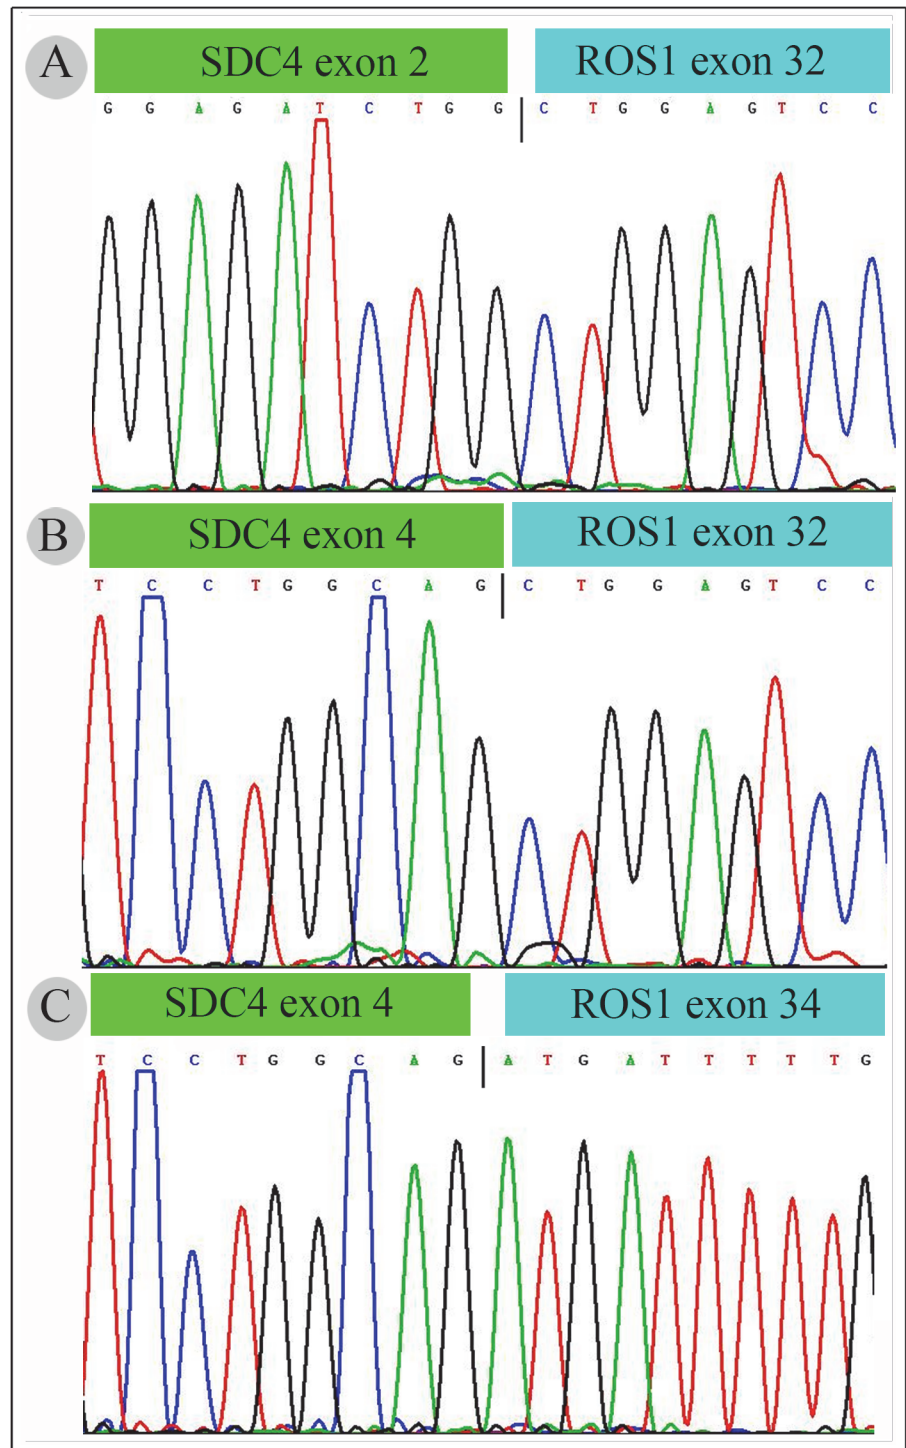 A SDC4 exon 2 ROS1 exon 32
G G A G A T C T G G C T G G A G T C C
B SDC4 exon 4 ROS1 exon 32
T C C T G G C A G C T G G A G T C C
C SDC4 exon 4 ROS1 exon 34
T C C T G G C A G A T G A T T T T T G